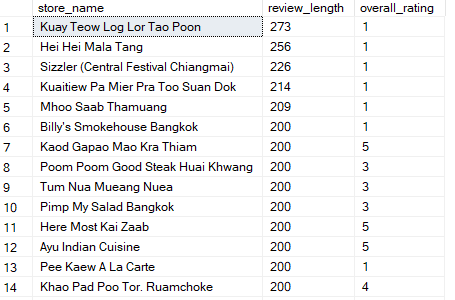 store_name review_length overall_rating
1 Kuay Teow Log Lor Tao Poon 273 1
2 Hei Hei Mala Tang 256 1
3 Sizzler (Central Festival Chiangmai) 226 1
4 Kuaitiew Pa Mier Pra Too Suan Dok 214 1
5 Mhoo Saab Thamuang 209 1
6 Billy's Smokehouse Bangkok 200 1
7 Kaod Gapao Mao Kra Thiam 200 5
8 Poom Poom Good Steak Huai Khwang 200 3
9 Tum Nua Mueang Nuea 200 3
10 Pimp My Salad Bangkok 200 3
11 Here Most Kai Zaab 200 5
12 Ayu Indian Cuisine 200 5
13 Pee Kaew A La Carte 200 1
14 Khao Pad Poo Tor. Ruamchoke 200 4